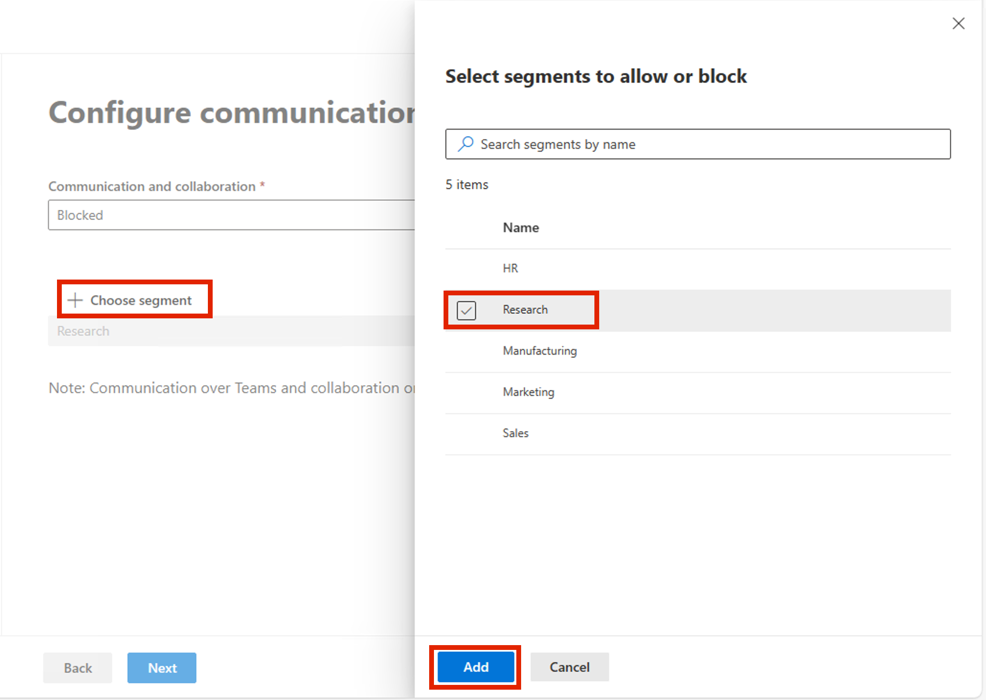 Configure communication
Communication and collaboration *
Blocked
Choose segment
Research
Note: Communication over Teams and collaboration
Back
Next
Select segments to allow or block
Search segments by name
5 items
Name
HR
Research
Manufacturing
Marketing
Sales
Add
Cancel